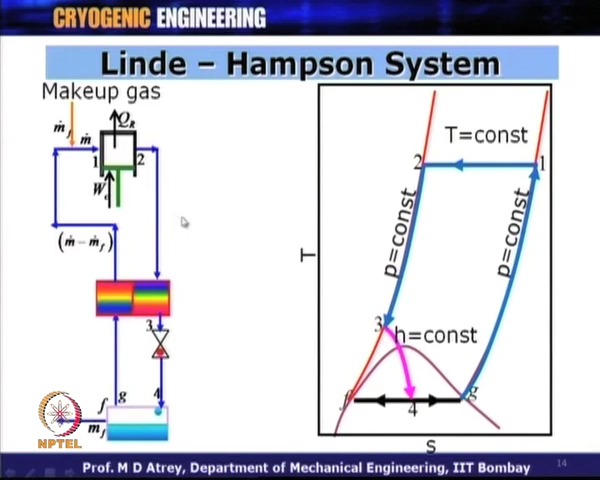 CRYOGENIC ENGINEERING
Linde – Hampson System
Makeup gas
ṁf
ṁ
QR
1
2
Wc
(ṁ − ṁf)
3
g
4
f
ṁf
NPTEL
T=const
2
1
p=const
p=const
T
3
h=const
f
4
g
s
Prof. M D Atrey, Department of Mechanical Engineering, IIT Bombay
14